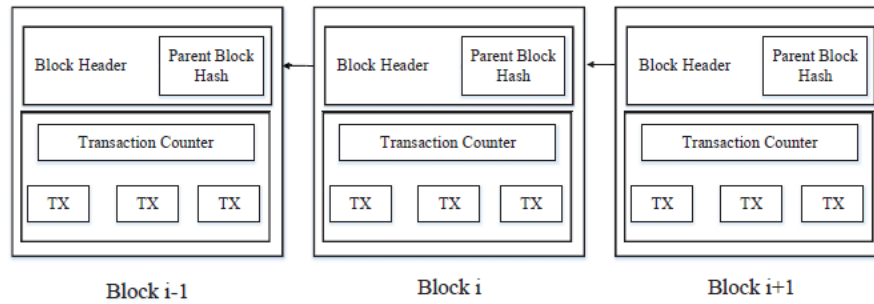 Block Header
Parent Block
Hash
Transaction Counter
TX
TX
TX
Block i-1
Block Header
Parent Block
Hash
Transaction Counter
TX
TX
TX
Block i
Block Header
Parent Block
Hash
Transaction Counter
TX
TX
TX
Block i+1